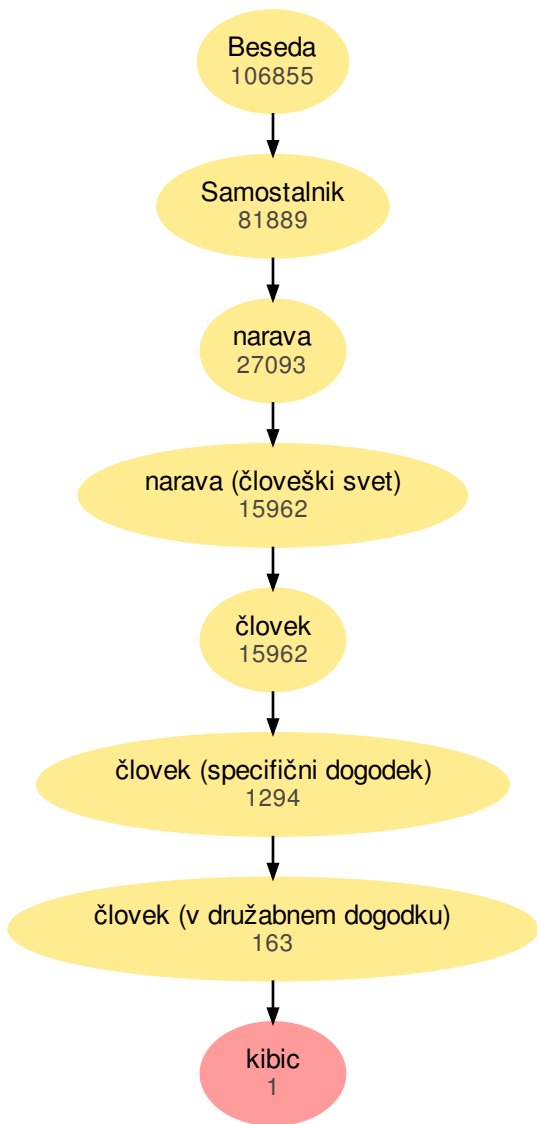 Beseda
106855
Samostalnik
81889
narava
27093
narava (človeški svet)
15962
človek
15962
človek (specifični dogodek)
1294
človek (v družabnem dogodku)
163
kibic
1